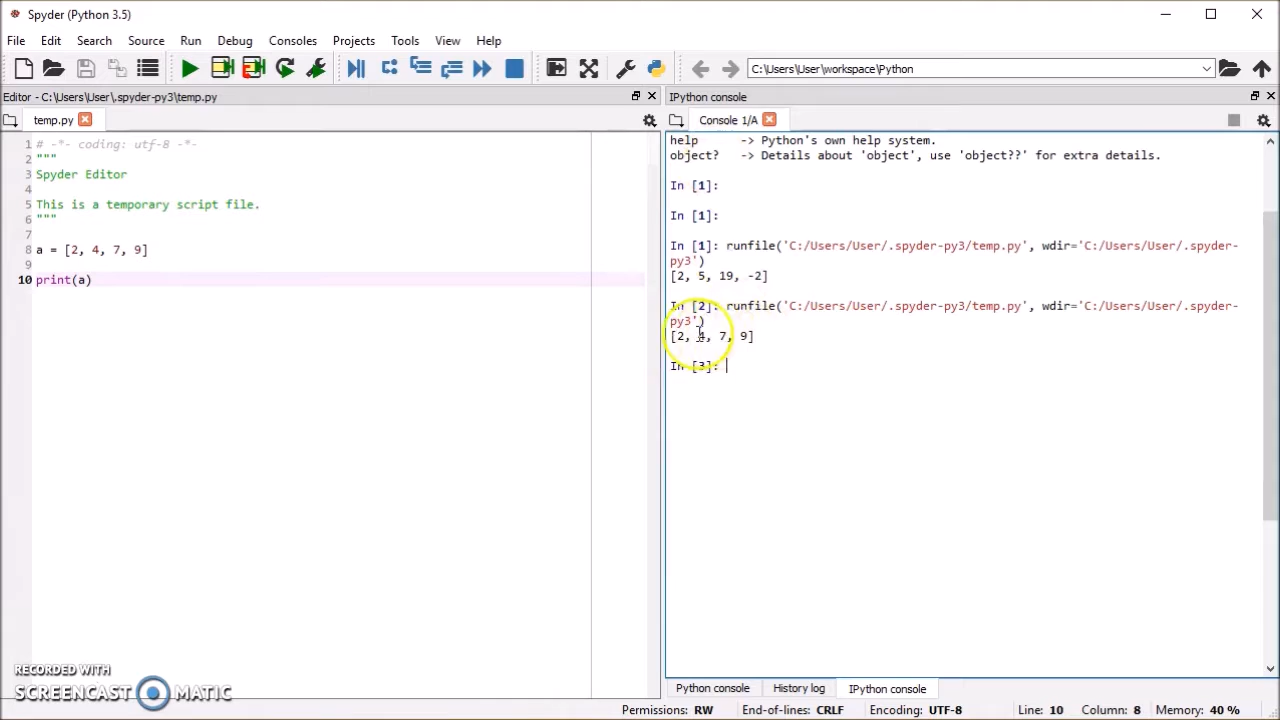 Spyder (Python 3.5)
File Edit Search Source Run Debug Consoles Projects Tools View Help
C:\Users\User\workspace\Python
Editor - C:\Users\User\.spyder-py3\temp.py
temp.py
1 # -*- coding: utf-8 -*-
2 """
3 Spyder Editor
4
5 This is a temporary script file.
6 """
7
8 a = [2, 4, 7, 9]
9
10 print(a)
IPython console
Console 1/A
help -> Python's own help system.
object? -> Details about 'object', use 'object??' for extra details.
In [1]:
In [1]:
In [1]: runfile('C:/Users/User/.spyder-py3/temp.py', wdir='C:/Users/User/.spyder-
py3')
[2, 5, 19, -2]
In [2]: runfile('C:/Users/User/.spyder-py3/temp.py', wdir='C:/Users/User/.spyder-
py3')
[2, 4, 7, 9]
In [3]:
RECORDED WITH
SCREENCAST MATIC
Python console History log IPython console
Permissions: RW End-of-lines: CRLF Encoding: UTF-8 Line: 10 Column: 8 Memory: 40 %